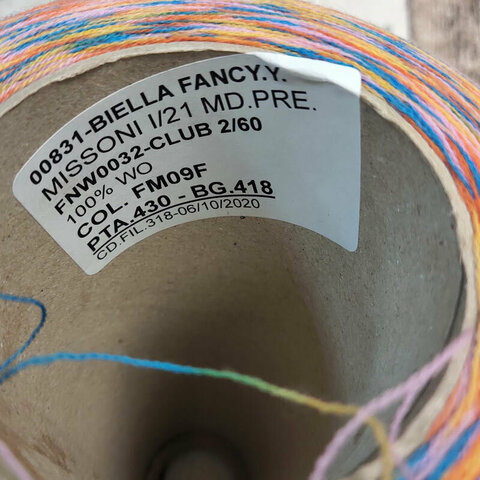 00831-BIELLA FANCY.Y.
MISSONI I/21 MD.PRE.
FNW0032-CLUB 2/60
100% WO
COL. FM09F
PTA.430 - BG.418
CD.FIL.318-06/10/2020